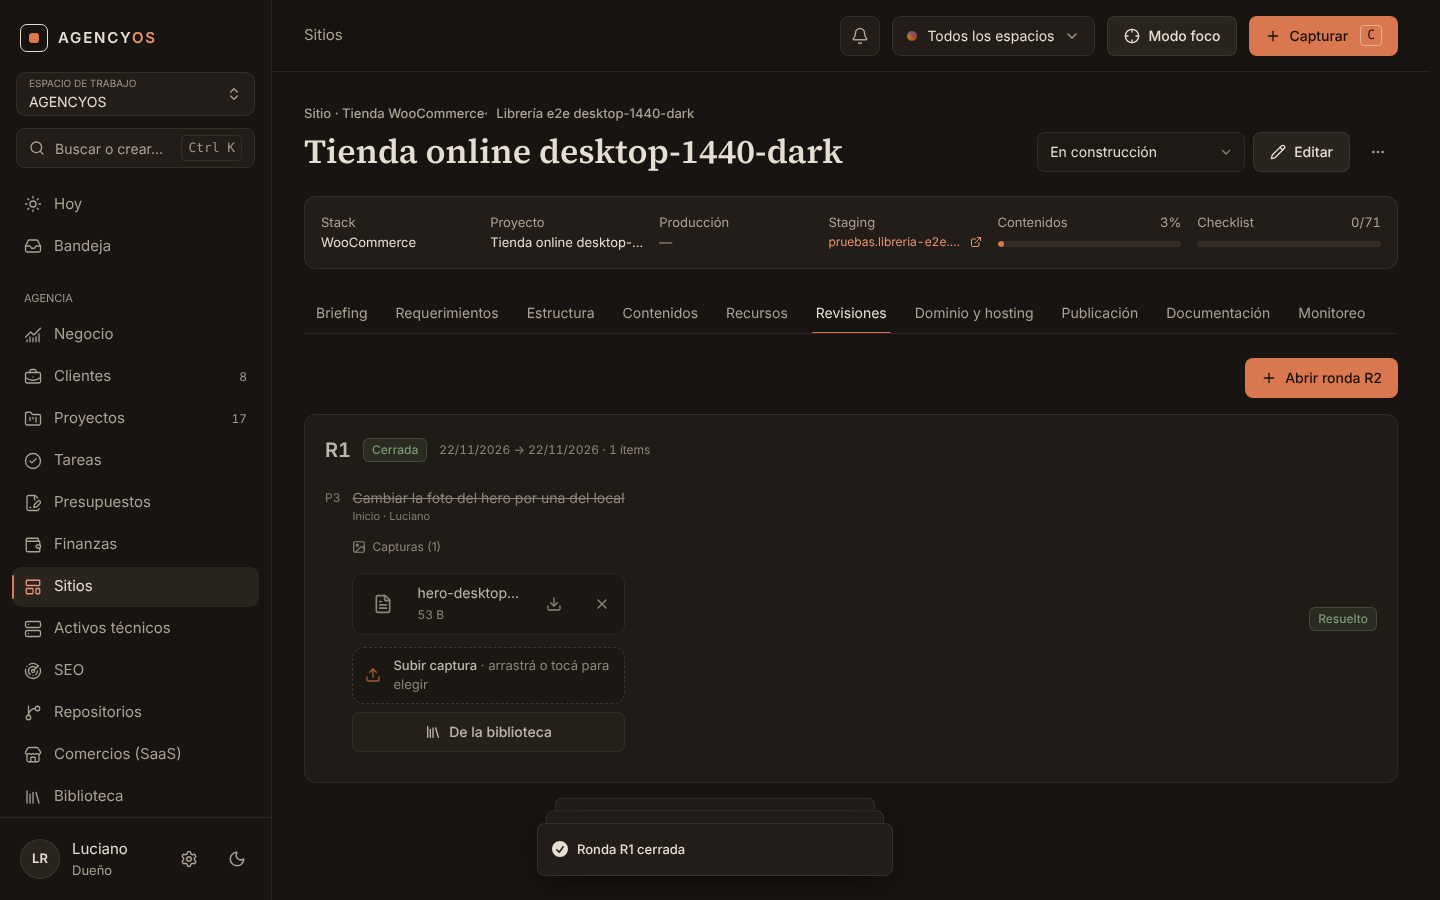 AGENCYOS
ESPACIO DE TRABAJO
AGENCYOS
Buscar o crear... Ctrl K
Hoy
Bandeja
AGENCIA
Negocio
Clientes 8
Proyectos 17
Tareas
Presupuestos
Finanzas
Sitios
Activos técnicos
SEO
Repositorios
Comercios (SaaS)
Biblioteca
LR
Luciano
Dueño
Sitios
Todos los espacios
Modo foco
Capturar C
Sitio · Tienda WooCommerce · Librería e2e desktop-1440-dark
Tienda online desktop-1440-dark
En construcción
Editar
Stack
WooCommerce
Proyecto
Tienda online desktop-...
Producción
—
Staging
pruebas.libreria-e2e....
Contenidos 3%
Checklist 0/71
Briefing Requerimientos Estructura Contenidos Recursos Revisiones Dominio y hosting Publicación Documentación Monitoreo
Abrir ronda R2
R1 Cerrada 22/11/2026 → 22/11/2026 · 1 ítems
P3 Cambiar la foto del hero por una del local
Inicio · Luciano
Capturas (1)
hero-desktop...
53 B
Resuelto
Subir captura · arrastrá o tocá para
elegir
De la biblioteca
Ronda R1 cerrada